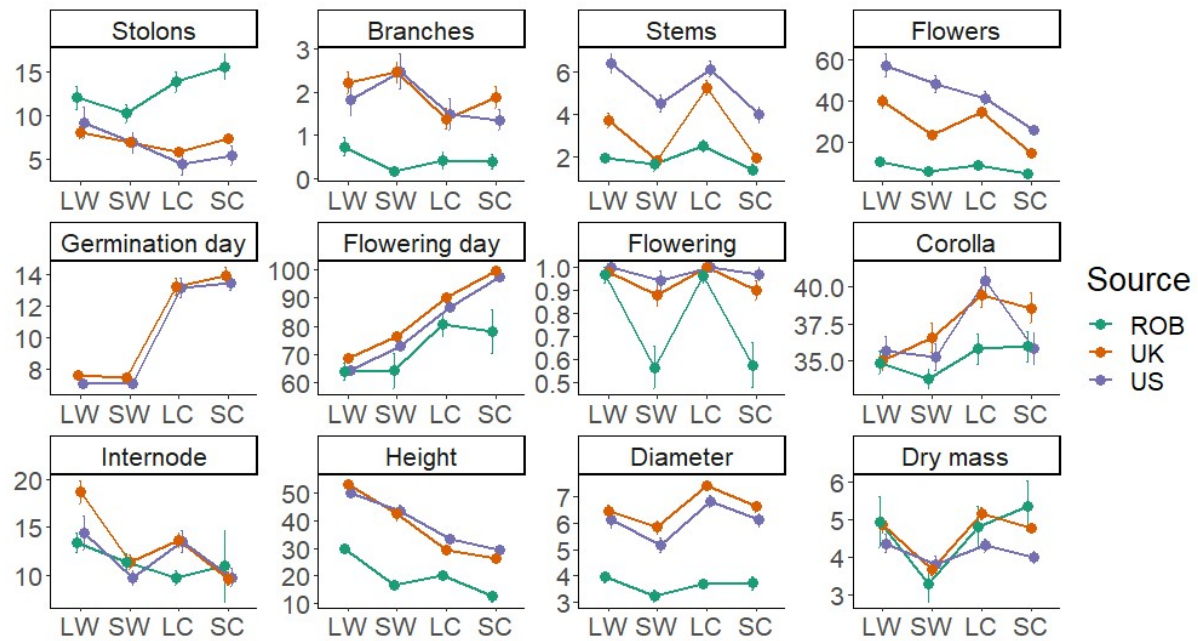 Stolons Branches Stems Flowers
15 3 6 60
10 2 4 40
5 1 2 20
0
LW SW LC SC LW SW LC SC LW SW LC SC LW SW LC SC
Germination day Flowering day Flowering Corolla
14 100 1.0 40.0
12 90 0.9 37.5
10 80 0.8 35.0
8 70 0.7
60 0.6
0.5
LW SW LC SC LW SW LC SC LW SW LC SC LW SW LC SC
Internode Height Diameter Dry mass
20 50 7 6
15 40 6 5
10 30 5 4
20 4 3
10 3
LW SW LC SC LW SW LC SC LW SW LC SC LW SW LC SC
Source
ROB
UK
US